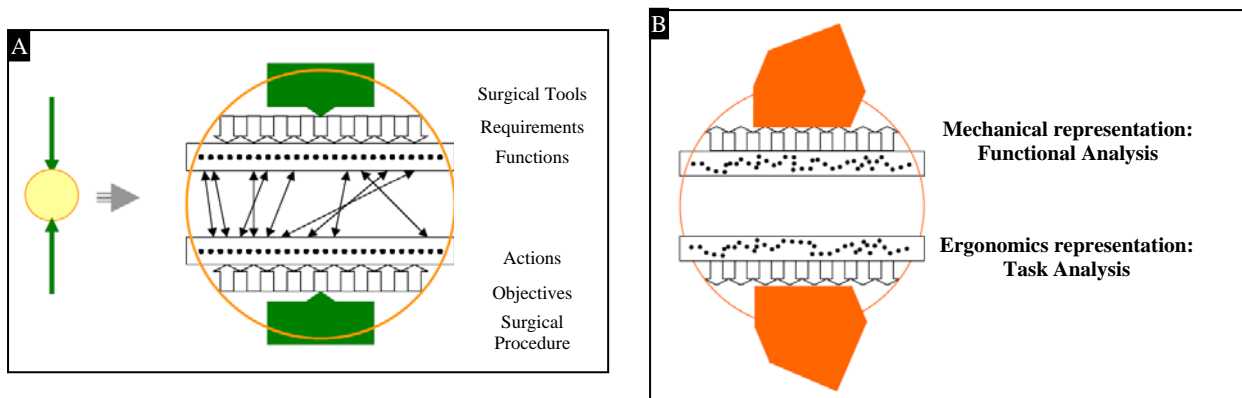 A
Surgical Tools
Requirements
Functions
Actions
Objectives
Surgical
Procedure
B
Mechanical representation:
Functional Analysis
Ergonomics representation:
Task Analysis